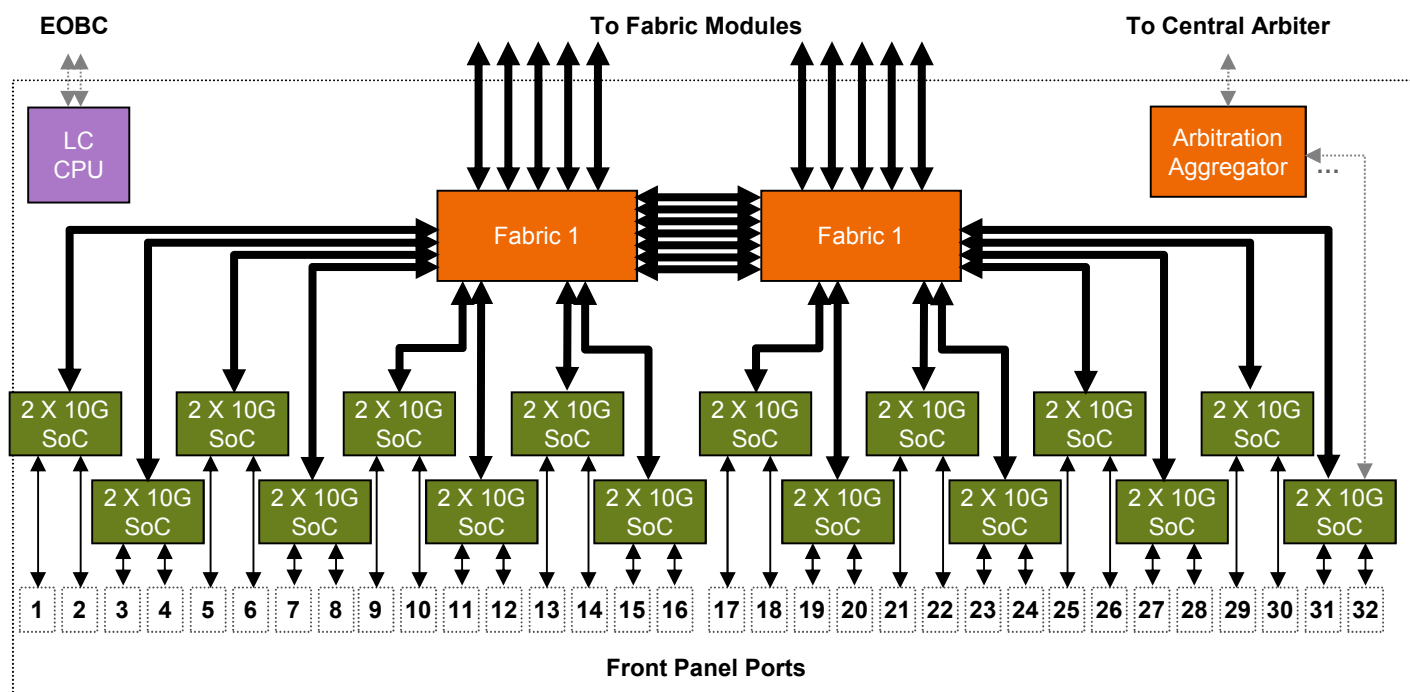 EOBC
To Fabric Modules
To Central Arbiter
LC
CPU
Arbitration
Aggregator
...
Fabric 1
Fabric 1
2 X 10G
SoC
2 X 10G
SoC
2 X 10G
SoC
2 X 10G
SoC
2 X 10G
SoC
2 X 10G
SoC
2 X 10G
SoC
2 X 10G
SoC
2 X 10G
SoC
2 X 10G
SoC
2 X 10G
SoC
2 X 10G
SoC
2 X 10G
SoC
2 X 10G
SoC
2 X 10G
SoC
2 X 10G
SoC
1 2 3 4 5 6 7 8 9 10 11 12 13 14 15 16 17 18 19 20 21 22 23 24 25 26 27 28 29 30 31 32
Front Panel Ports